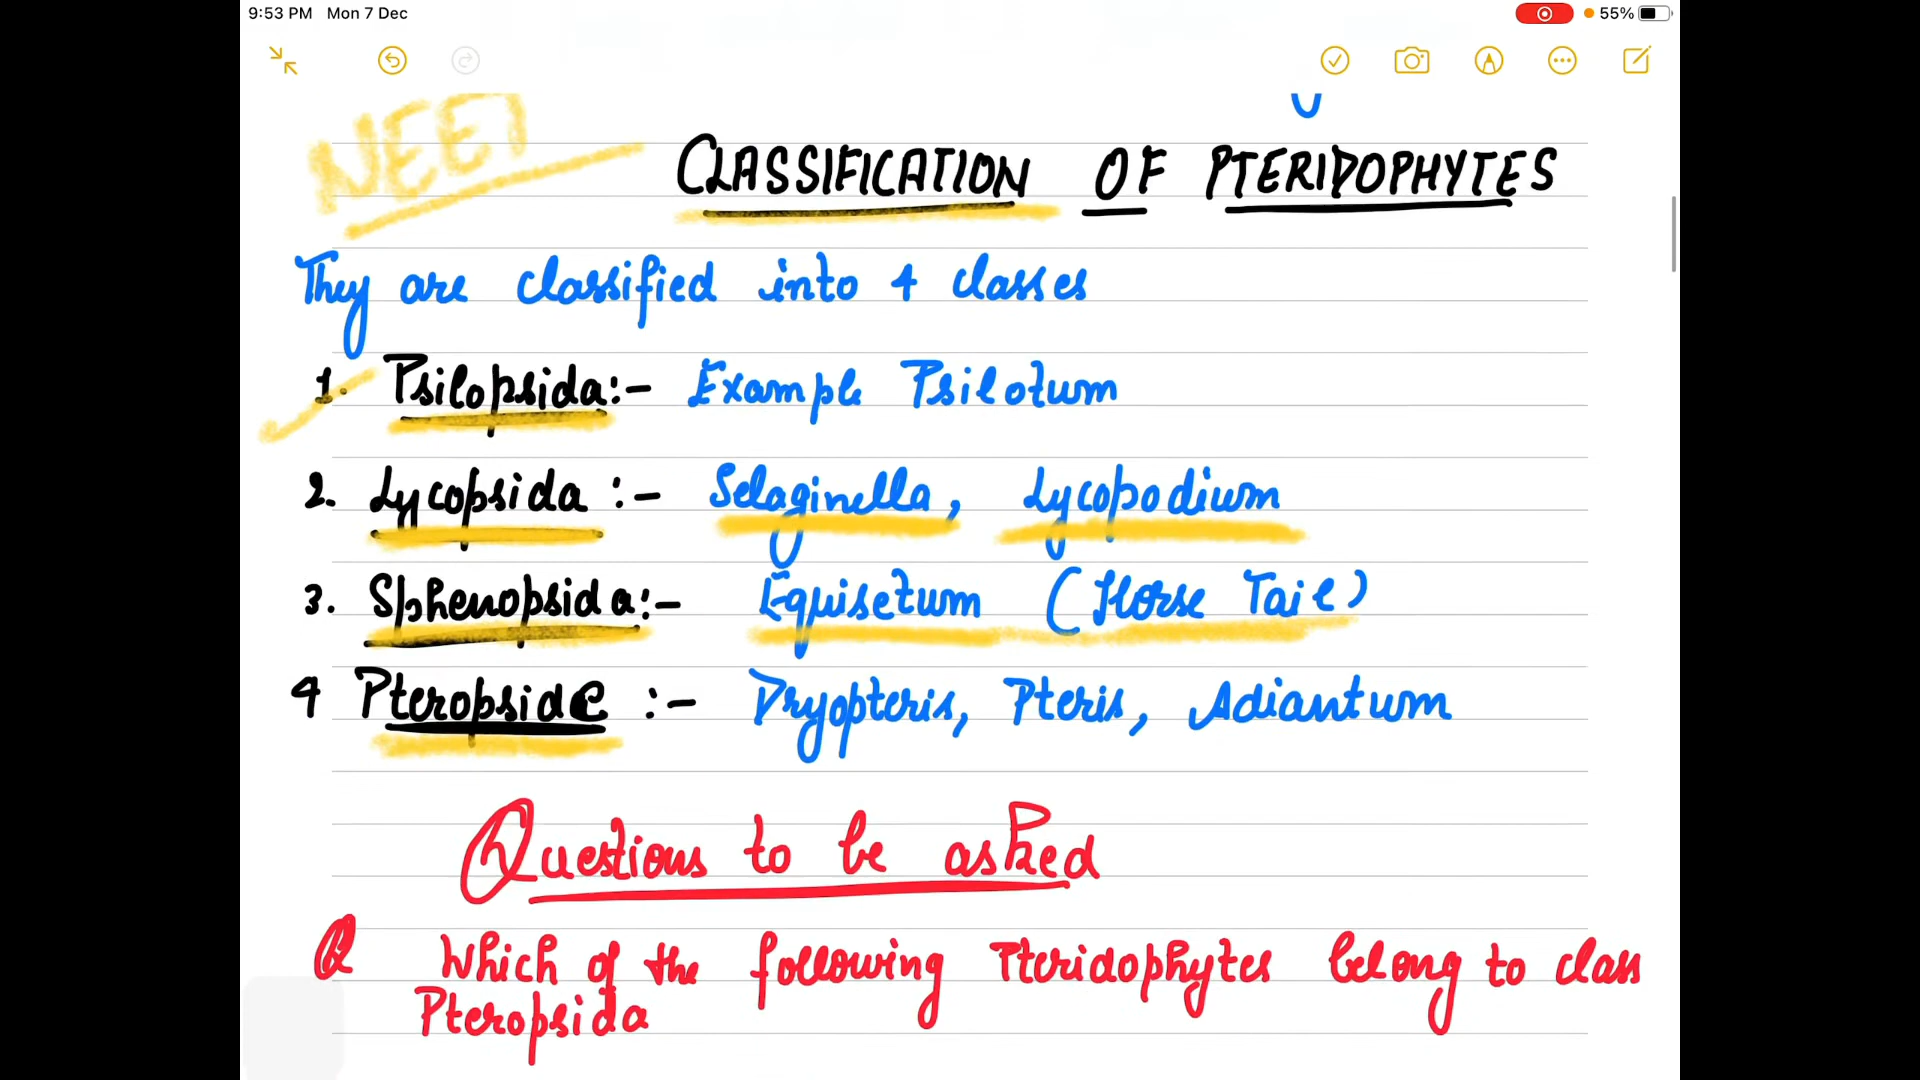 9:53 PM Mon 7 Dec
55%
NEET
CLASSIFICATION OF PTERIDOPHYTES
They are classified into 4 classes
1. Psilopsida:- Example Psilotum
2. Lycopsida :- Selaginella, Lycopodium
3. Sphenopsida:- Equisetum (Horse Tail)
4 Pteropside :- Dryopteris, Pteris, Adiantum
Questions to be asked
Q Which of the following Pteridophytes belong to class
Pteropsida